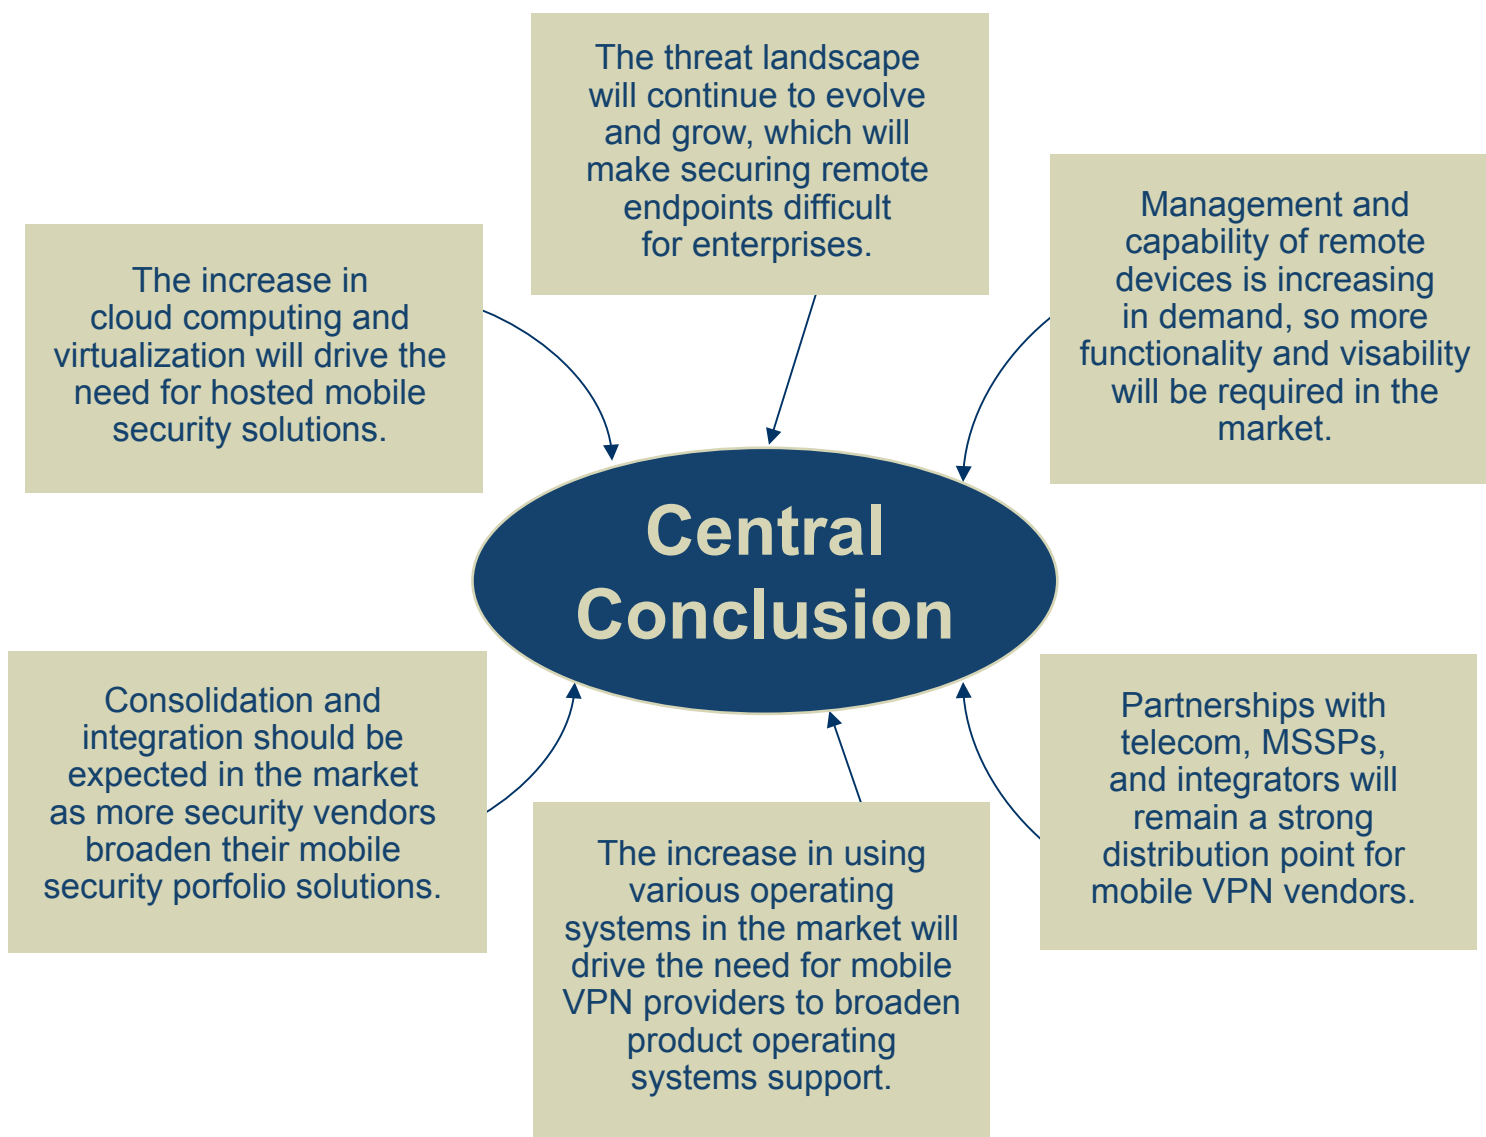 The threat landscape
will continue to evolve
and grow, which will
make securing remote
endpoints difficult
for enterprises.
Management and
capability of remote
devices is increasing
in demand, so more
functionality and visability
will be required in the
market.
The increase in
cloud computing and
virtualization will drive the
need for hosted mobile
security solutions.
Central
Conclusion
Consolidation and
integration should be
expected in the market
as more security vendors
broaden their mobile
security porfolio solutions.
The increase in using
various operating
systems in the market will
drive the need for mobile
VPN providers to broaden
product operating
systems support.
Partnerships with
telecom, MSSPs,
and integrators will
remain a strong
distribution point for
mobile VPN vendors.